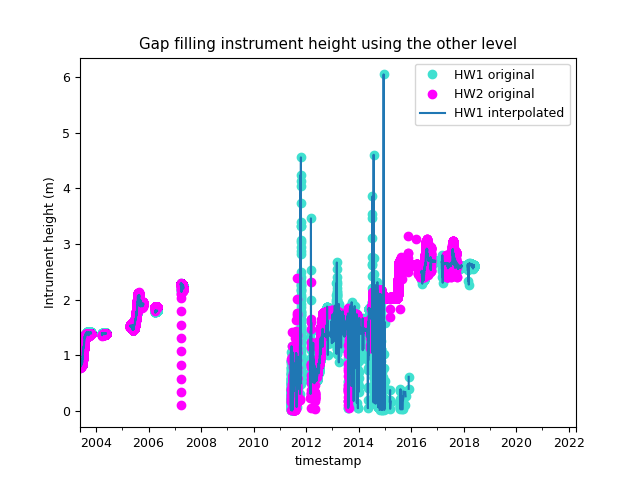 Gap filling instrument height using the other level
HW1 original
HW2 original
HW1 interpolated
Intrument height (m)
6
5
4
3
2
1
0
2004 2006 2008 2010 2012 2014 2016 2018 2020 2022
timestamp